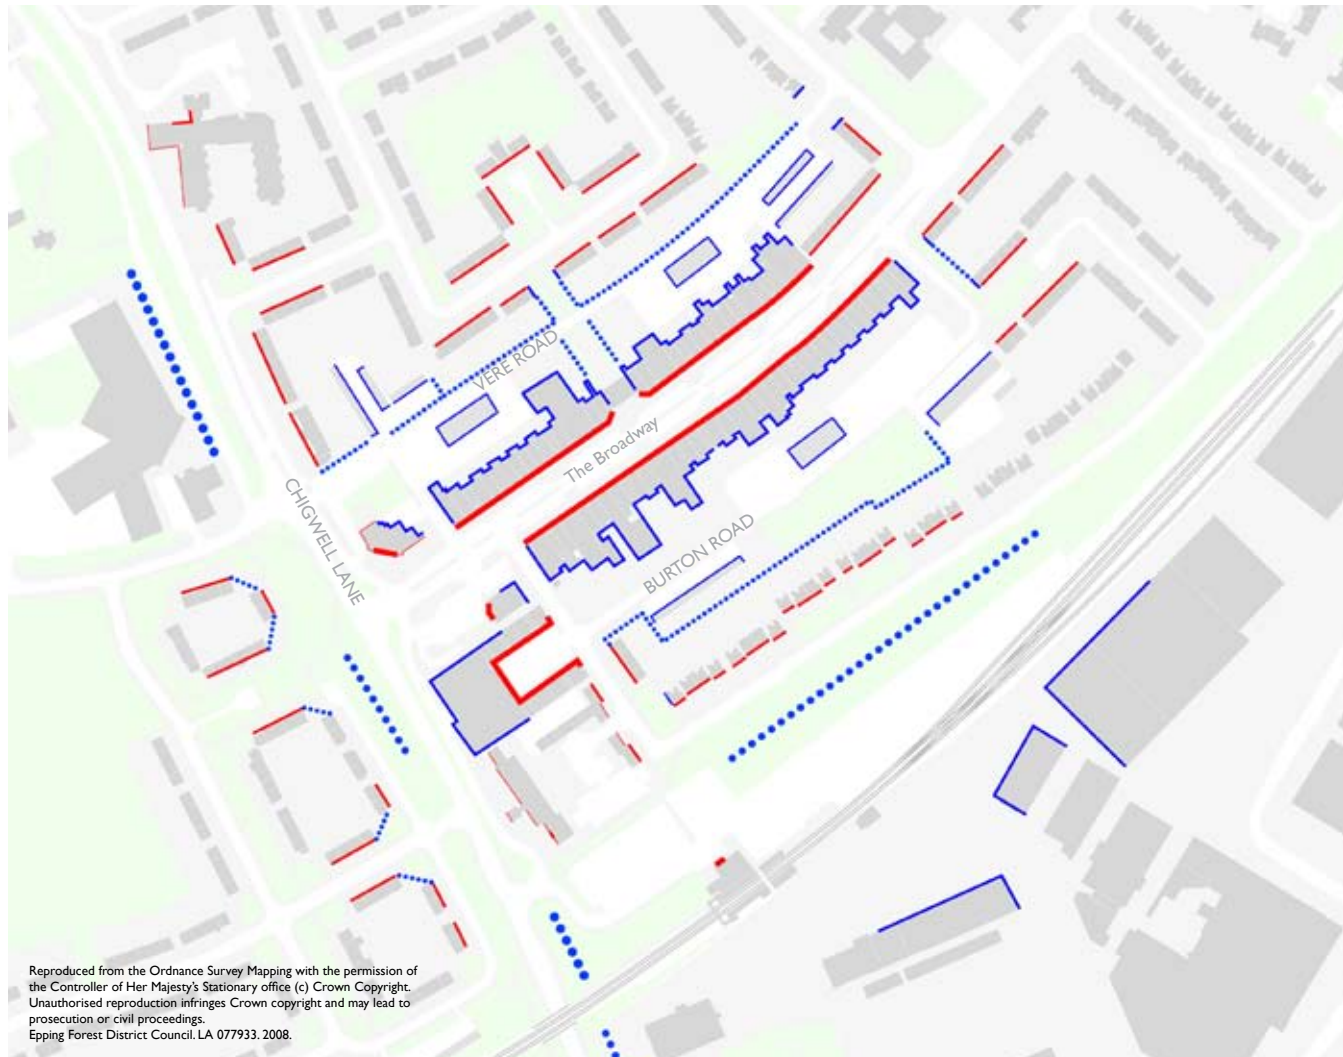 VERE ROAD
The Broadway
CHIGWELL LANE
BURTON ROAD
Reproduced from the Ordnance Survey Mapping with the permission of
the Controller of Her Majesty's Stationary office (c) Crown Copyright.
Unauthorised reproduction infringes Crown copyright and may lead to
prosecution or civil proceedings.
Epping Forest District Council. LA 077933. 2008.